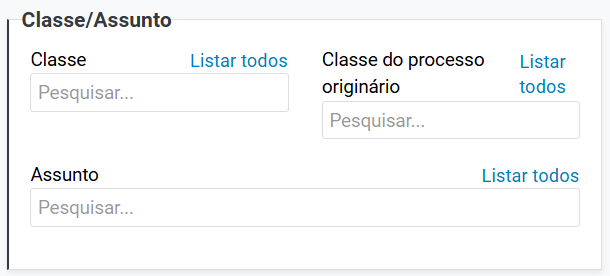 Classe/Assunto
Classe
Listar todos
Pesquisar...
Classe do processo
originário
Listar
todos
Pesquisar...
Assunto
Listar todos
Pesquisar...